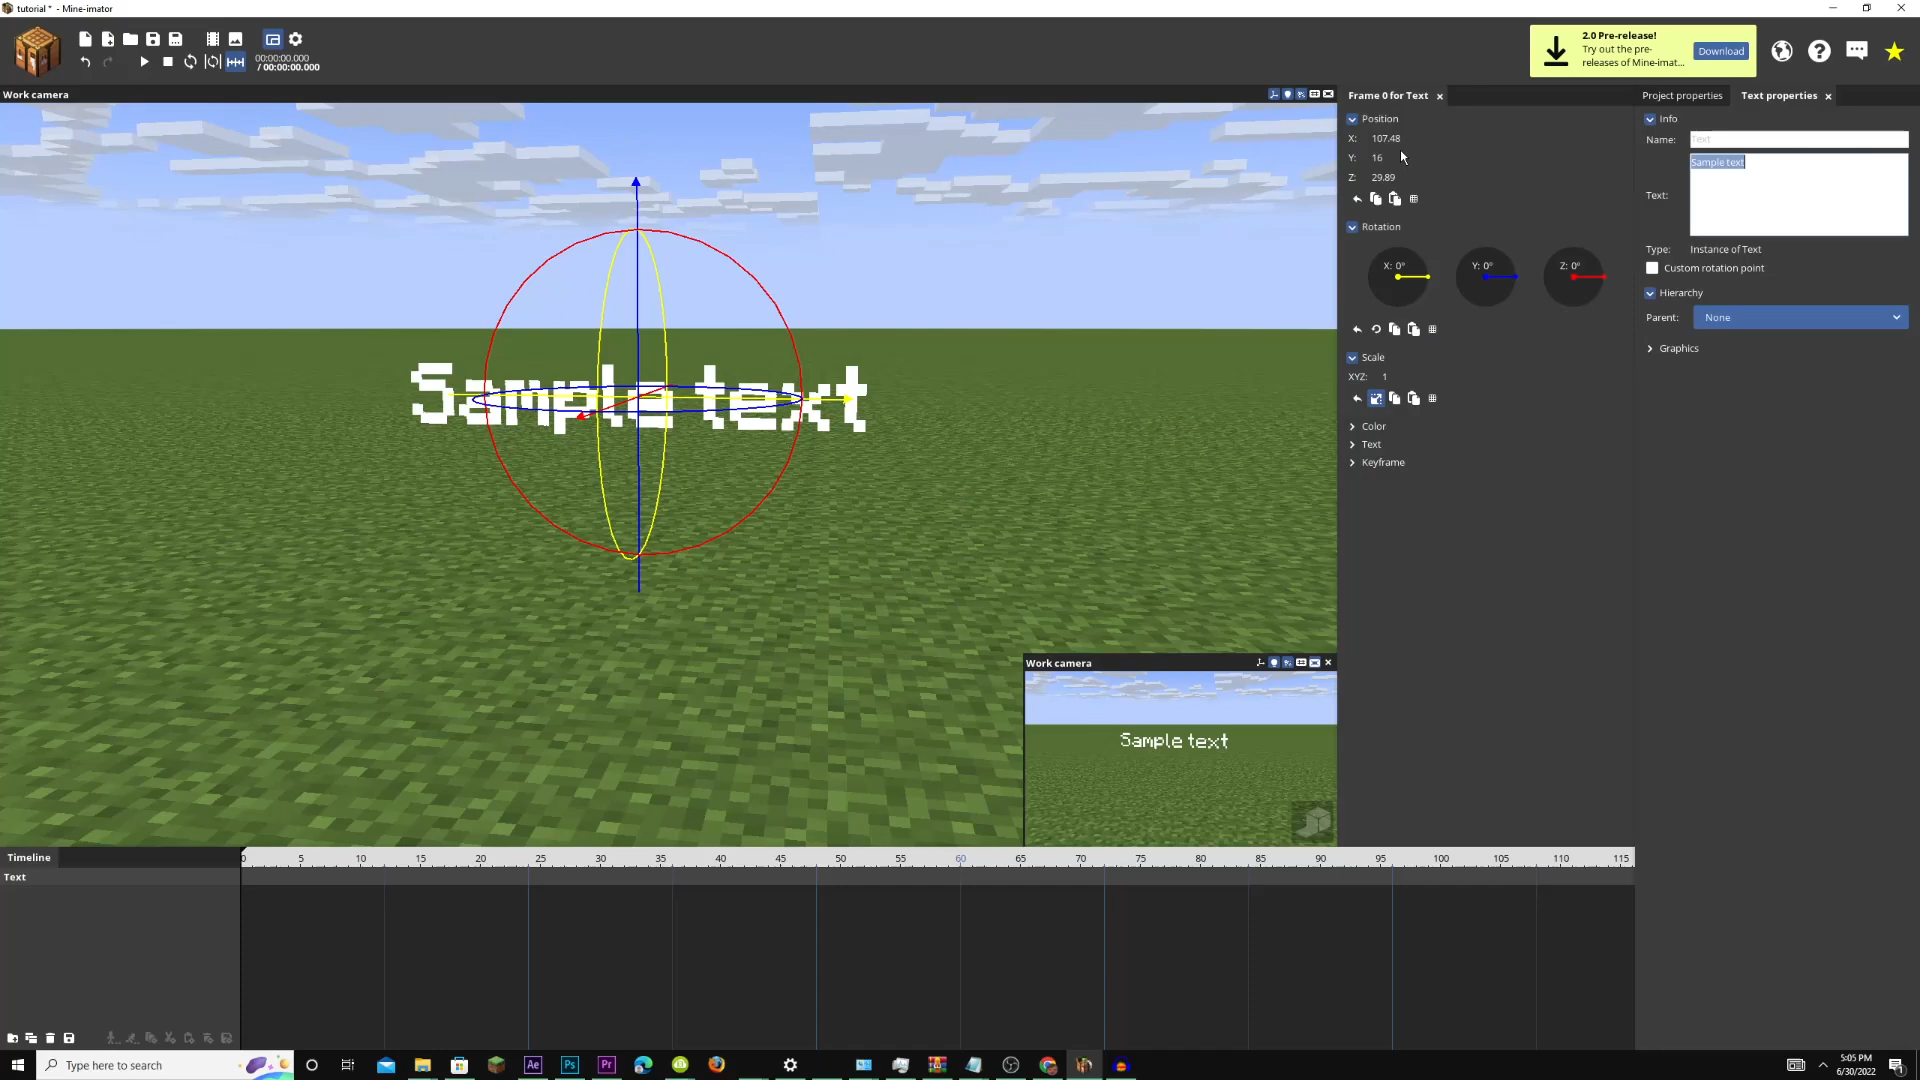 tutorial * - Mine-imator
00:00:00.000
/ 00:00:00.000
2.0 Pre-release!
Try out the pre-
releases of Mine-imat...
Download
Work camera
Frame 0 for Text
Position
X: 107.48
Y: 16
Z: 29.89
Rotation
X: 0° Y: 0° Z: 0°
Scale
XYZ: 1
Color
Text
Keyframe
Project properties Text properties
Info
Name: Text
Text: Sample text
Type: Instance of Text
Custom rotation point
Hierarchy
Parent: None
Graphics
Sample text
Work camera
Sample text
Timeline
0 5 10 15 20 25 30 35 40 45 50 55 60 65 70 75 80 85 90 95 100 105 110 115
Text
Type here to search
Ae Ps Pr
5:05 PM
6/30/2022
1